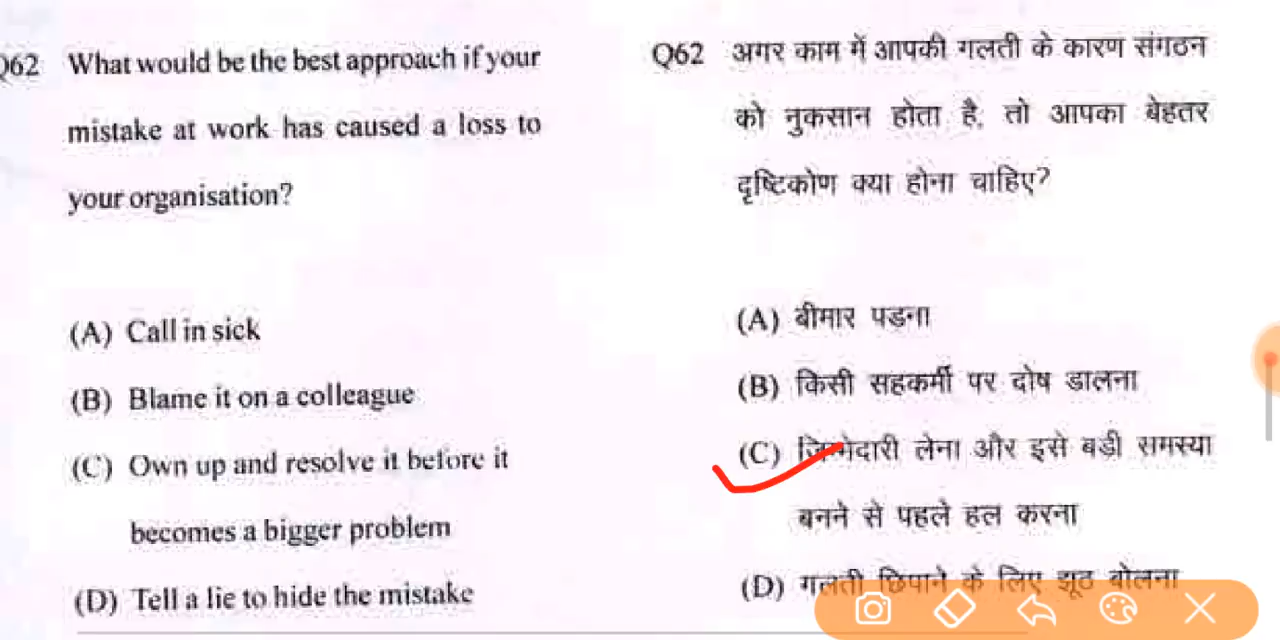 Q62 What would be the best approach if your
mistake at work has caused a loss to
your organisation?
(A) Call in sick
(B) Blame it on a colleague
(C) Own up and resolve it before it
becomes a bigger problem
(D) Tell a lie to hide the mistake
Q62 अगर काम में आपकी गलती के कारण संगठन
को नुकसान होता है, तो आपका बेहतर
दृष्टिकोण क्या होना चाहिए?
(A) बीमार पडना
(B) किसी सहकर्मी पर दोष डालना
(C) जिम्मेदारी लेना और इसे बड़ी समस्या
बनने से पहले हल करना
(D) गलती छिपाने के लिए झूठ बोलना